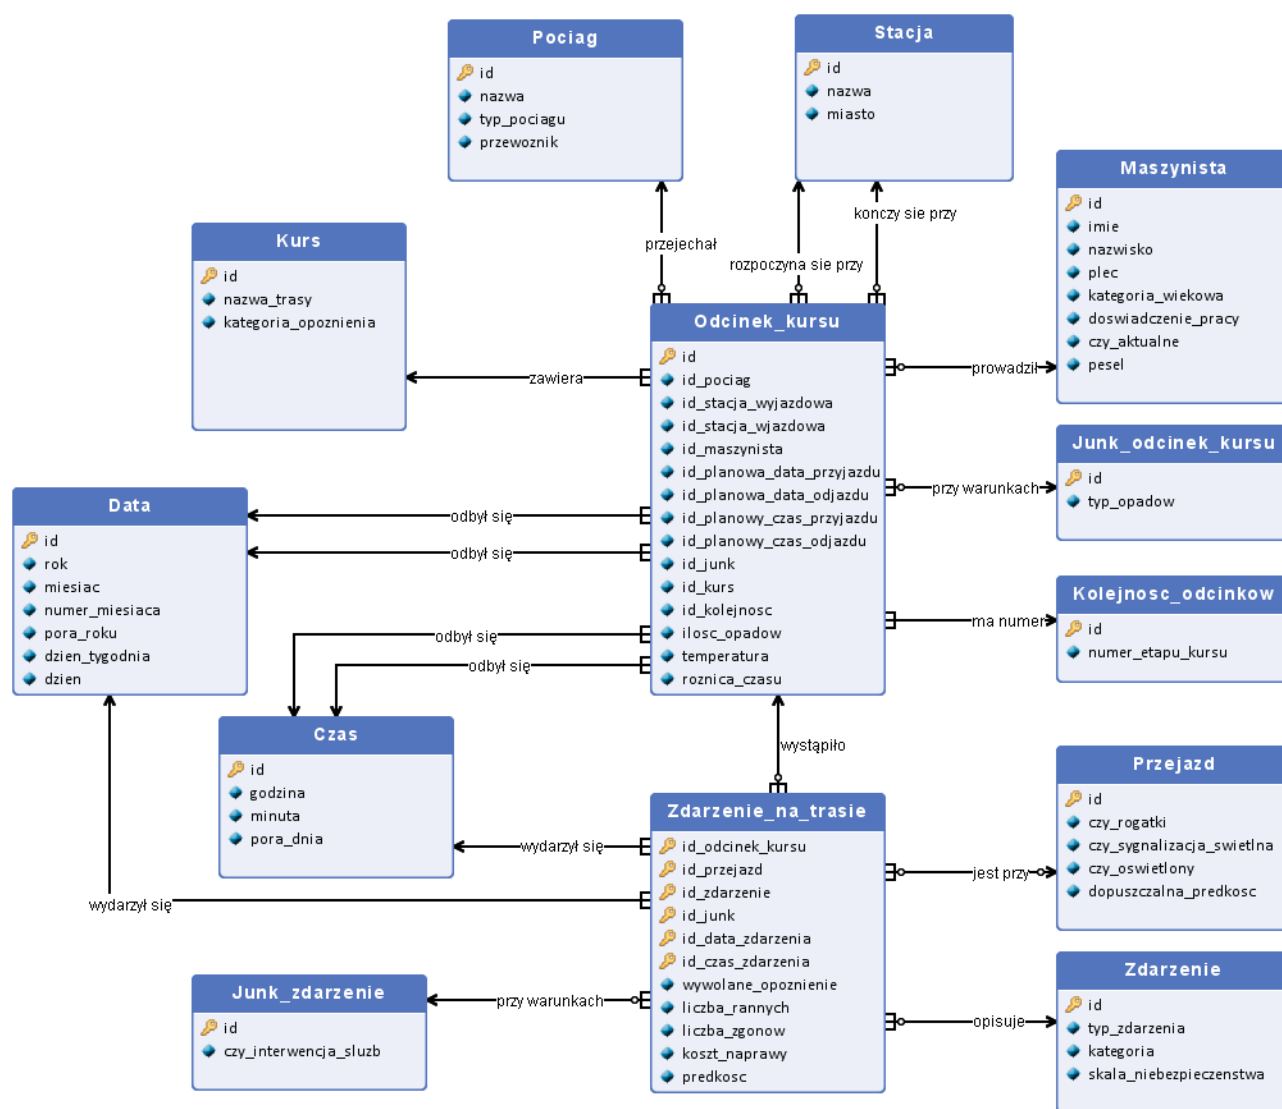 Pociag
id
nazwa
typ_pociagu
przewoznik
Stacja
id
nazwa
miasto
Maszynista
id
imie
nazwisko
plec
kategoria_wiekowa
doswiadczenie_pracy
czy_aktualne
pesel
Kurs
id
nazwa_trasy
kategoria_opoznienia
przejechał
rozpoczyna sie przy
konczy sie przy
zawiera
prowadził
Odcinek_kursu
id
id_pociag
id_stacja_wyjazdowa
id_stacja_wjazdowa
id_maszynista
id_planowa_data_przyjazdu
id_planowa_data_odjazdu
id_planowy_czas_przyjazdu
id_planowy_czas_odjazdu
id_junk
id_kurs
id_kolejnosc
ilosc_opadow
temperatura
roznica_czasu
przy warunkach
Junk_odcinek_kursu
id
typ_opadow
Data
id
rok
miesiac
numer_miesiaca
pora_roku
dzien_tygodnia
dzien
odbył się
odbył się
odbył się
odbył się
ma numer
Kolejnosc_odcinkow
id
numer_etapu_kursu
Czas
id
godzina
minuta
pora_dnia
wystąpiło
Zdarzenie_na_trasie
id_odcinek_kursu
id_przejazd
id_zdarzenie
id_junk
id_data_zdarzenia
id_czas_zdarzenia
wywolane_opoznienie
liczba_rannych
liczba_zgonow
koszt_naprawy
predkosc
wydarzył się
wydarzył się
jest przy
Przejazd
id
czy_rogatki
czy_sygnalizacja_swietlna
czy_oswietlony
dopuszczalna_predkosc
Junk_zdarzenie
id
czy_interwencja_sluzb
przy warunkach
opisuje
Zdarzenie
id
typ_zdarzenia
kategoria
skala_niebezpieczenstwa